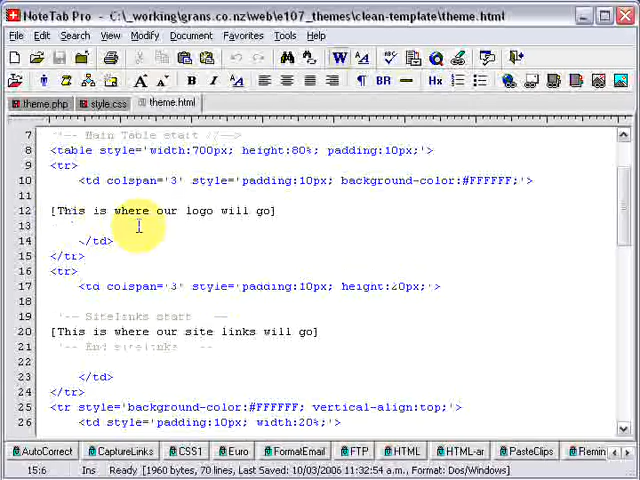 NoteTab Pro - C:\_working\grans.co.nz\web\e107_themes\clean-template\theme.html
File Edit Search View Modify Document Favorites Tools Help
W ABC
A A B I A ¶ BR Hx
theme.php style.css theme.html
7 '-- Main Table start //-->
8 <table style='width:700px; height:80%; padding:10px;'>
9 <tr>
10 <td colspan='3' style='padding:10px; background-color:#FFFFFF;'>
11
12 [This is where our logo will go]
13
14 </td>
15 </tr>
16 <tr>
17 <td colspan='3' style='padding:10px; height:20px;'>
18
19 '-- Sitelinks start --
20 [This is where our site links will go]
21 '-- End sitelinks --
22
23 </td>
24 </tr>
25 <tr style='background-color:#FFFFFF; vertical-align:top;'>
26 <td style='padding:10px; width:20%;'>
AutoCorrect CaptureLinks CSS1 Euro FormatEmail FTP HTML HTML-ar PasteClips Remin
15:6 Ins Ready [1960 bytes, 70 lines, Last Saved: 10/03/2006 11:32:54 a.m., Format: Dos/Windows]